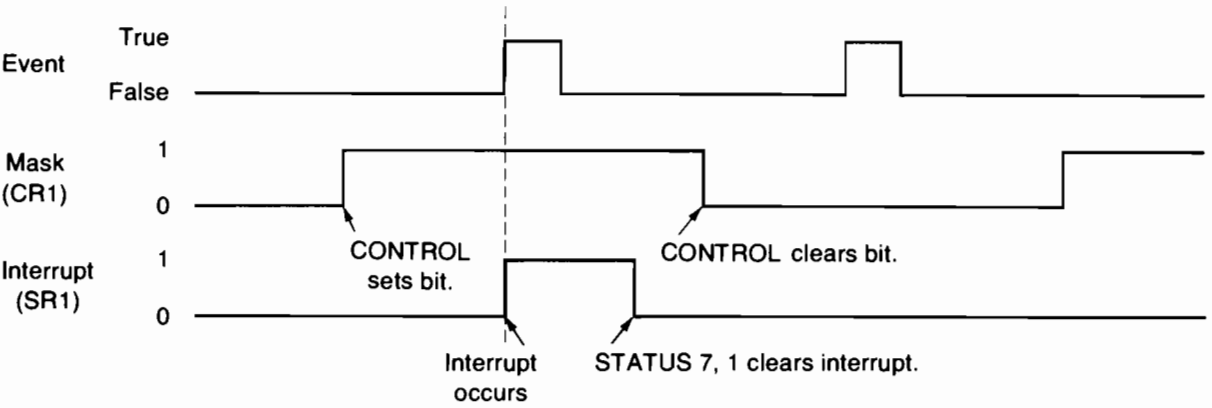 True
Event
False
1
Mask
(CR1)
0
CONTROL
sets bit.
CONTROL clears bit.
1
Interrupt
(SR1)
0
Interrupt
occurs
STATUS 7, 1 clears interrupt.